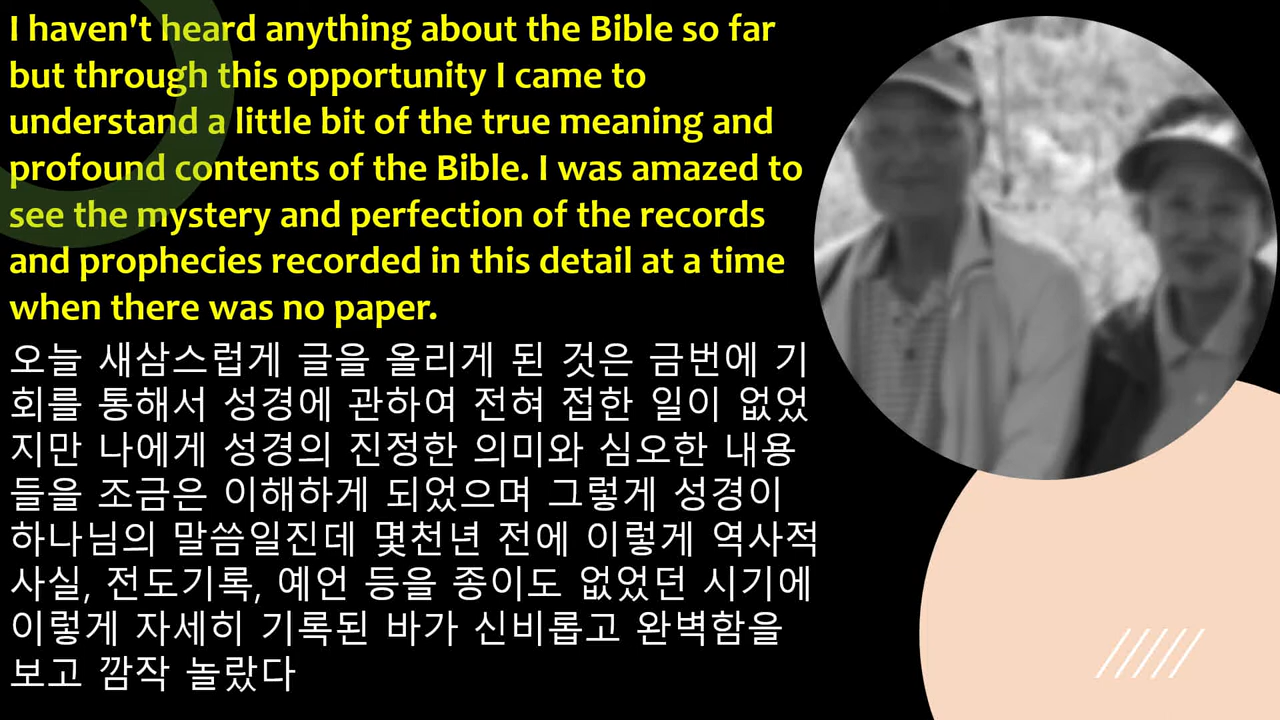 I haven't heard anything about the Bible so far
but through this opportunity I came to
understand a little bit of the true meaning and
profound contents of the Bible. I was amazed to
see the mystery and perfection of the records
and prophecies recorded in this detail at a time
when there was no paper.
오늘 새삼스럽게 글을 올리게 된 것은 금번에 기
회를 통해서 성경에 관하여 전혀 접한 일이 없었
지만 나에게 성경의 진정한 의미와 심오한 내용
들을 조금은 이해하게 되었으며 그렇게 성경이
하나님의 말씀일진데 몇천년 전에 이렇게 역사적
사실, 전도기록, 예언 등을 종이도 없었던 시기에
이렇게 자세히 기록된 바가 신비롭고 완벽함을
보고 깜작 놀랐다